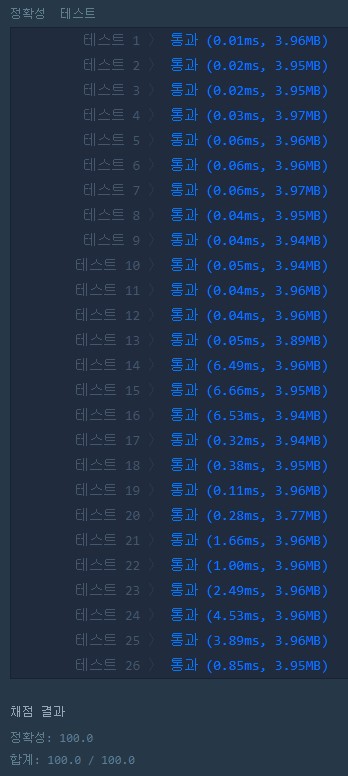 정확성 테스트
테스트 1 〉 통과 (0.01ms, 3.96MB)
테스트 2 〉 통과 (0.02ms, 3.95MB)
테스트 3 〉 통과 (0.02ms, 3.95MB)
테스트 4 〉 통과 (0.03ms, 3.97MB)
테스트 5 〉 통과 (0.06ms, 3.96MB)
테스트 6 〉 통과 (0.06ms, 3.96MB)
테스트 7 〉 통과 (0.06ms, 3.97MB)
테스트 8 〉 통과 (0.04ms, 3.95MB)
테스트 9 〉 통과 (0.04ms, 3.94MB)
테스트 10 〉 통과 (0.05ms, 3.94MB)
테스트 11 〉 통과 (0.04ms, 3.96MB)
테스트 12 〉 통과 (0.04ms, 3.96MB)
테스트 13 〉 통과 (0.05ms, 3.89MB)
테스트 14 〉 통과 (6.49ms, 3.96MB)
테스트 15 〉 통과 (6.66ms, 3.95MB)
테스트 16 〉 통과 (6.53ms, 3.94MB)
테스트 17 〉 통과 (0.32ms, 3.94MB)
테스트 18 〉 통과 (0.38ms, 3.95MB)
테스트 19 〉 통과 (0.11ms, 3.96MB)
테스트 20 〉 통과 (0.28ms, 3.77MB)
테스트 21 〉 통과 (1.66ms, 3.96MB)
테스트 22 〉 통과 (1.00ms, 3.96MB)
테스트 23 〉 통과 (2.49ms, 3.96MB)
테스트 24 〉 통과 (4.53ms, 3.96MB)
테스트 25 〉 통과 (3.89ms, 3.96MB)
테스트 26 〉 통과 (0.85ms, 3.95MB)
채점 결과
정확성: 100.0
합계: 100.0 / 100.0